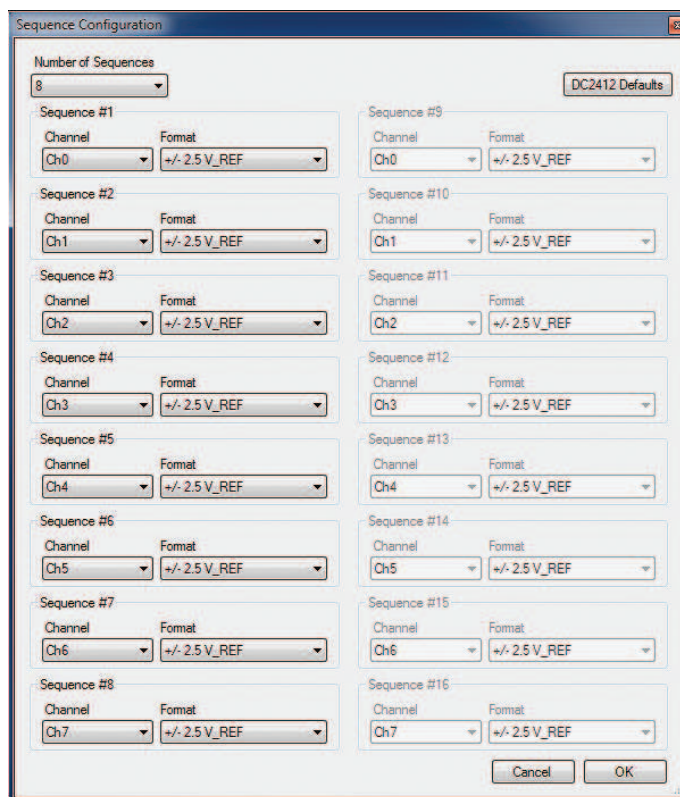 Sequence Configuration
Number of Sequences
8
DC2412 Defaults
Sequence #1
Channel Format
Ch0 +/- 2.5 V_REF
Sequence #2
Channel Format
Ch1 +/- 2.5 V_REF
Sequence #3
Channel Format
Ch2 +/- 2.5 V_REF
Sequence #4
Channel Format
Ch3 +/- 2.5 V_REF
Sequence #5
Channel Format
Ch4 +/- 2.5 V_REF
Sequence #6
Channel Format
Ch5 +/- 2.5 V_REF
Sequence #7
Channel Format
Ch6 +/- 2.5 V_REF
Sequence #8
Channel Format
Ch7 +/- 2.5 V_REF
Sequence #9
Channel Format
Ch0 +/- 2.5 V_REF
Sequence #10
Channel Format
Ch1 +/- 2.5 V_REF
Sequence #11
Channel Format
Ch2 +/- 2.5 V_REF
Sequence #12
Channel Format
Ch3 +/- 2.5 V_REF
Sequence #13
Channel Format
Ch4 +/- 2.5 V_REF
Sequence #14
Channel Format
Ch5 +/- 2.5 V_REF
Sequence #15
Channel Format
Ch6 +/- 2.5 V_REF
Sequence #16
Channel Format
Ch7 +/- 2.5 V_REF
Cancel OK